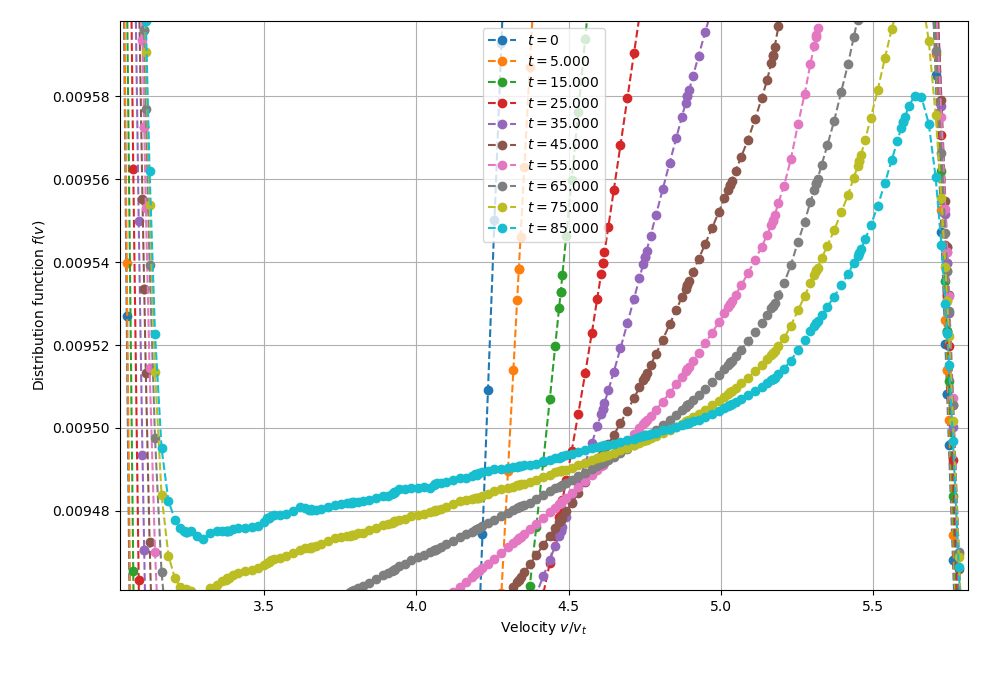 t = 0
t = 5.000
t = 15.000
t = 25.000
t = 35.000
t = 45.000
t = 55.000
t = 65.000
t = 75.000
t = 85.000
0.00958
0.00956
0.00954
0.00952
0.00950
0.00948
Distribution function f(v)
3.5 4.0 4.5 5.0 5.5
Velocity v/v_t